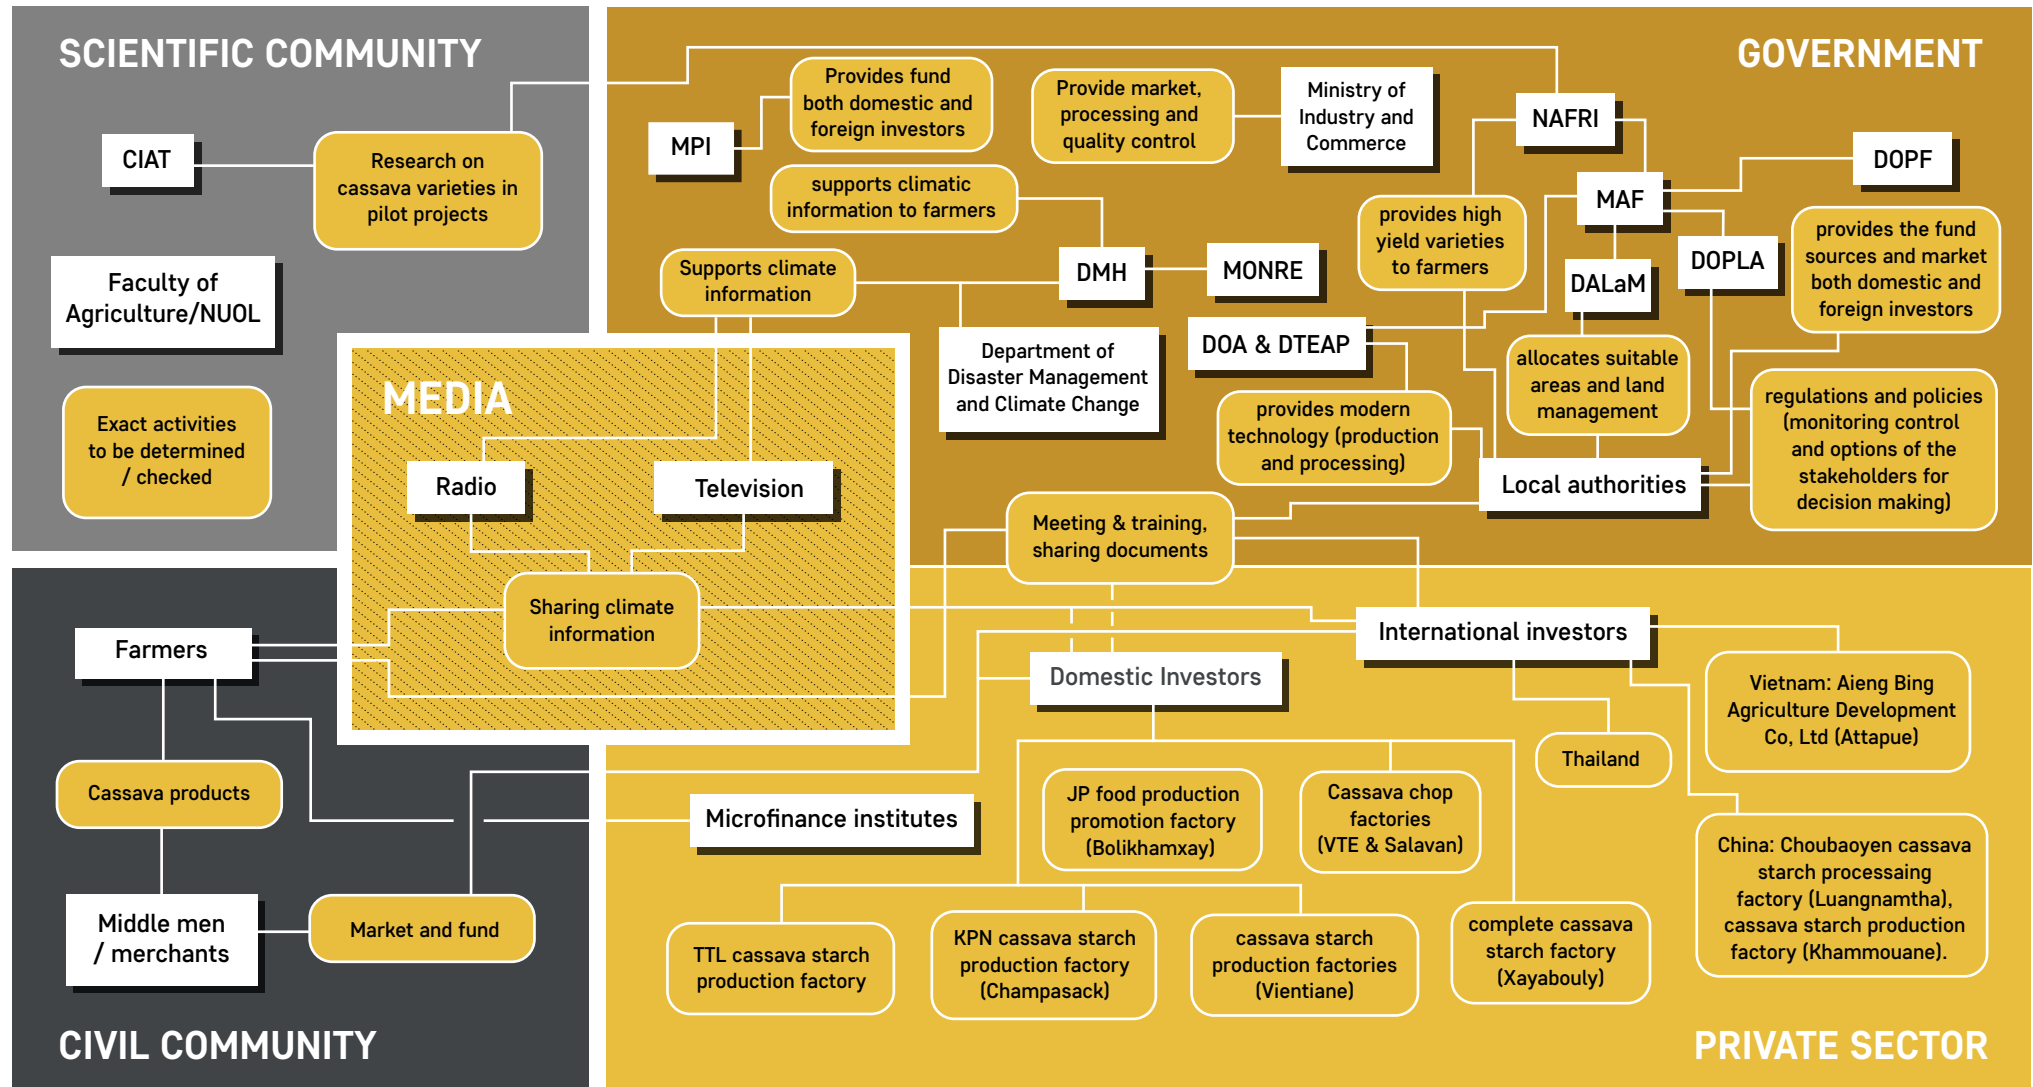 SCIENTIFIC COMMUNITY
CIAT
Research on
cassava varieties in
pilot projects
Faculty of
Agriculture/NUOL
Exact activities
to be determined
/ checked
GOVERNMENT
MPI
Provides fund
both domestic and
foreign investors
Provide market,
processing and
quality control
Ministry of
Industry and
Commerce
NAFRI
DOPF
supports climatic
information to farmers
MAF
provides high
yield varieties
to farmers
DOPLA
provides the fund
sources and market
both domestic and
foreign investors
Supports climate
information
DMH
MONRE
DALaM
Department of
Disaster Management
and Climate Change
DOA & DTEAP
allocates suitable
areas and land
management
provides modern
technology (production
and processing)
regulations and policies
(monitoring control
and options of the
stakeholders for
decision making)
Local authorities
Meeting & training,
sharing documents
MEDIA
Radio
Television
Sharing climate
information
Farmers
Cassava products
Middle men
/ merchants
Market and fund
CIVIL COMMUNITY
International investors
Domestic Investors
Vietnam: Aieng Bing
Agriculture Development
Co, Ltd (Attapue)
Thailand
Microfinance institutes
JP food production
promotion factory
(Bolikhamxay)
Cassava chop
factories
(VTE & Salavan)
China: Choubaoyen cassava
starch processaing
factory (Luangnamtha),
cassava starch production
factory (Khammouane).
TTL cassava starch
production factory
KPN cassava starch
production factory
(Champasack)
cassava starch
production factories
(Vientiane)
complete cassava
starch factory
(Xayabouly)
PRIVATE SECTOR